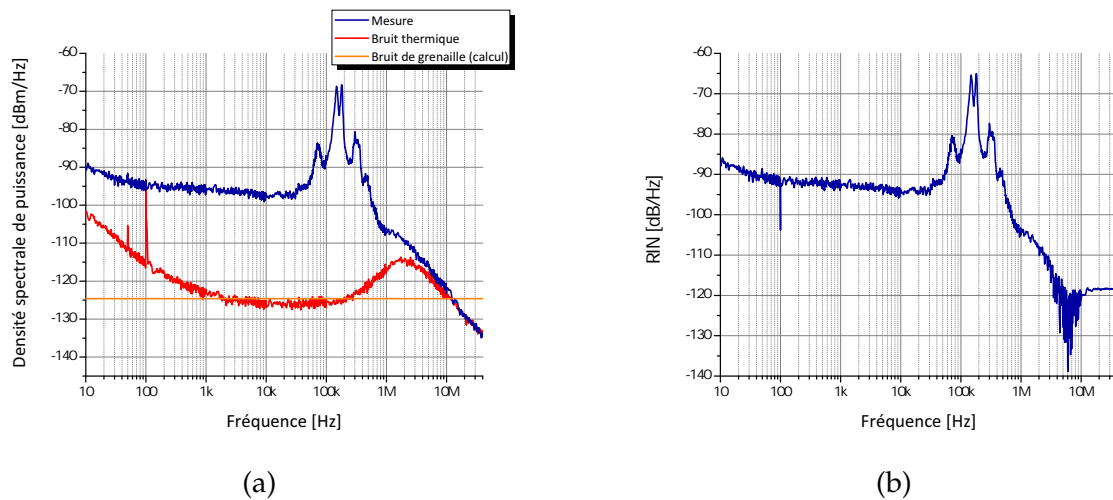 Mesure
Bruit thermique
Bruit de grenaille (calcul)
Densité spectrale de puissance [dBm/Hz]
-60
-70
-80
-90
-100
-110
-120
-130
-140
10
100
1k
10k
100k
1M
10M
Fréquence [Hz]
(a)
RIN [dB/Hz]
-60
-70
-80
-90
-100
-110
-120
-130
-140
10
100
1k
10k
100k
1M
10M
Fréquence [Hz]
(b)